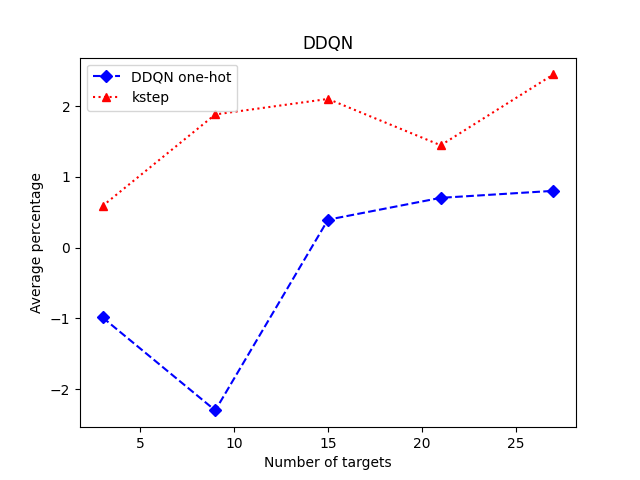 DDQN
DDQN one-hot
kstep
Average percentage
2
1
0
−1
−2
5
10
15
20
25
Number of targets